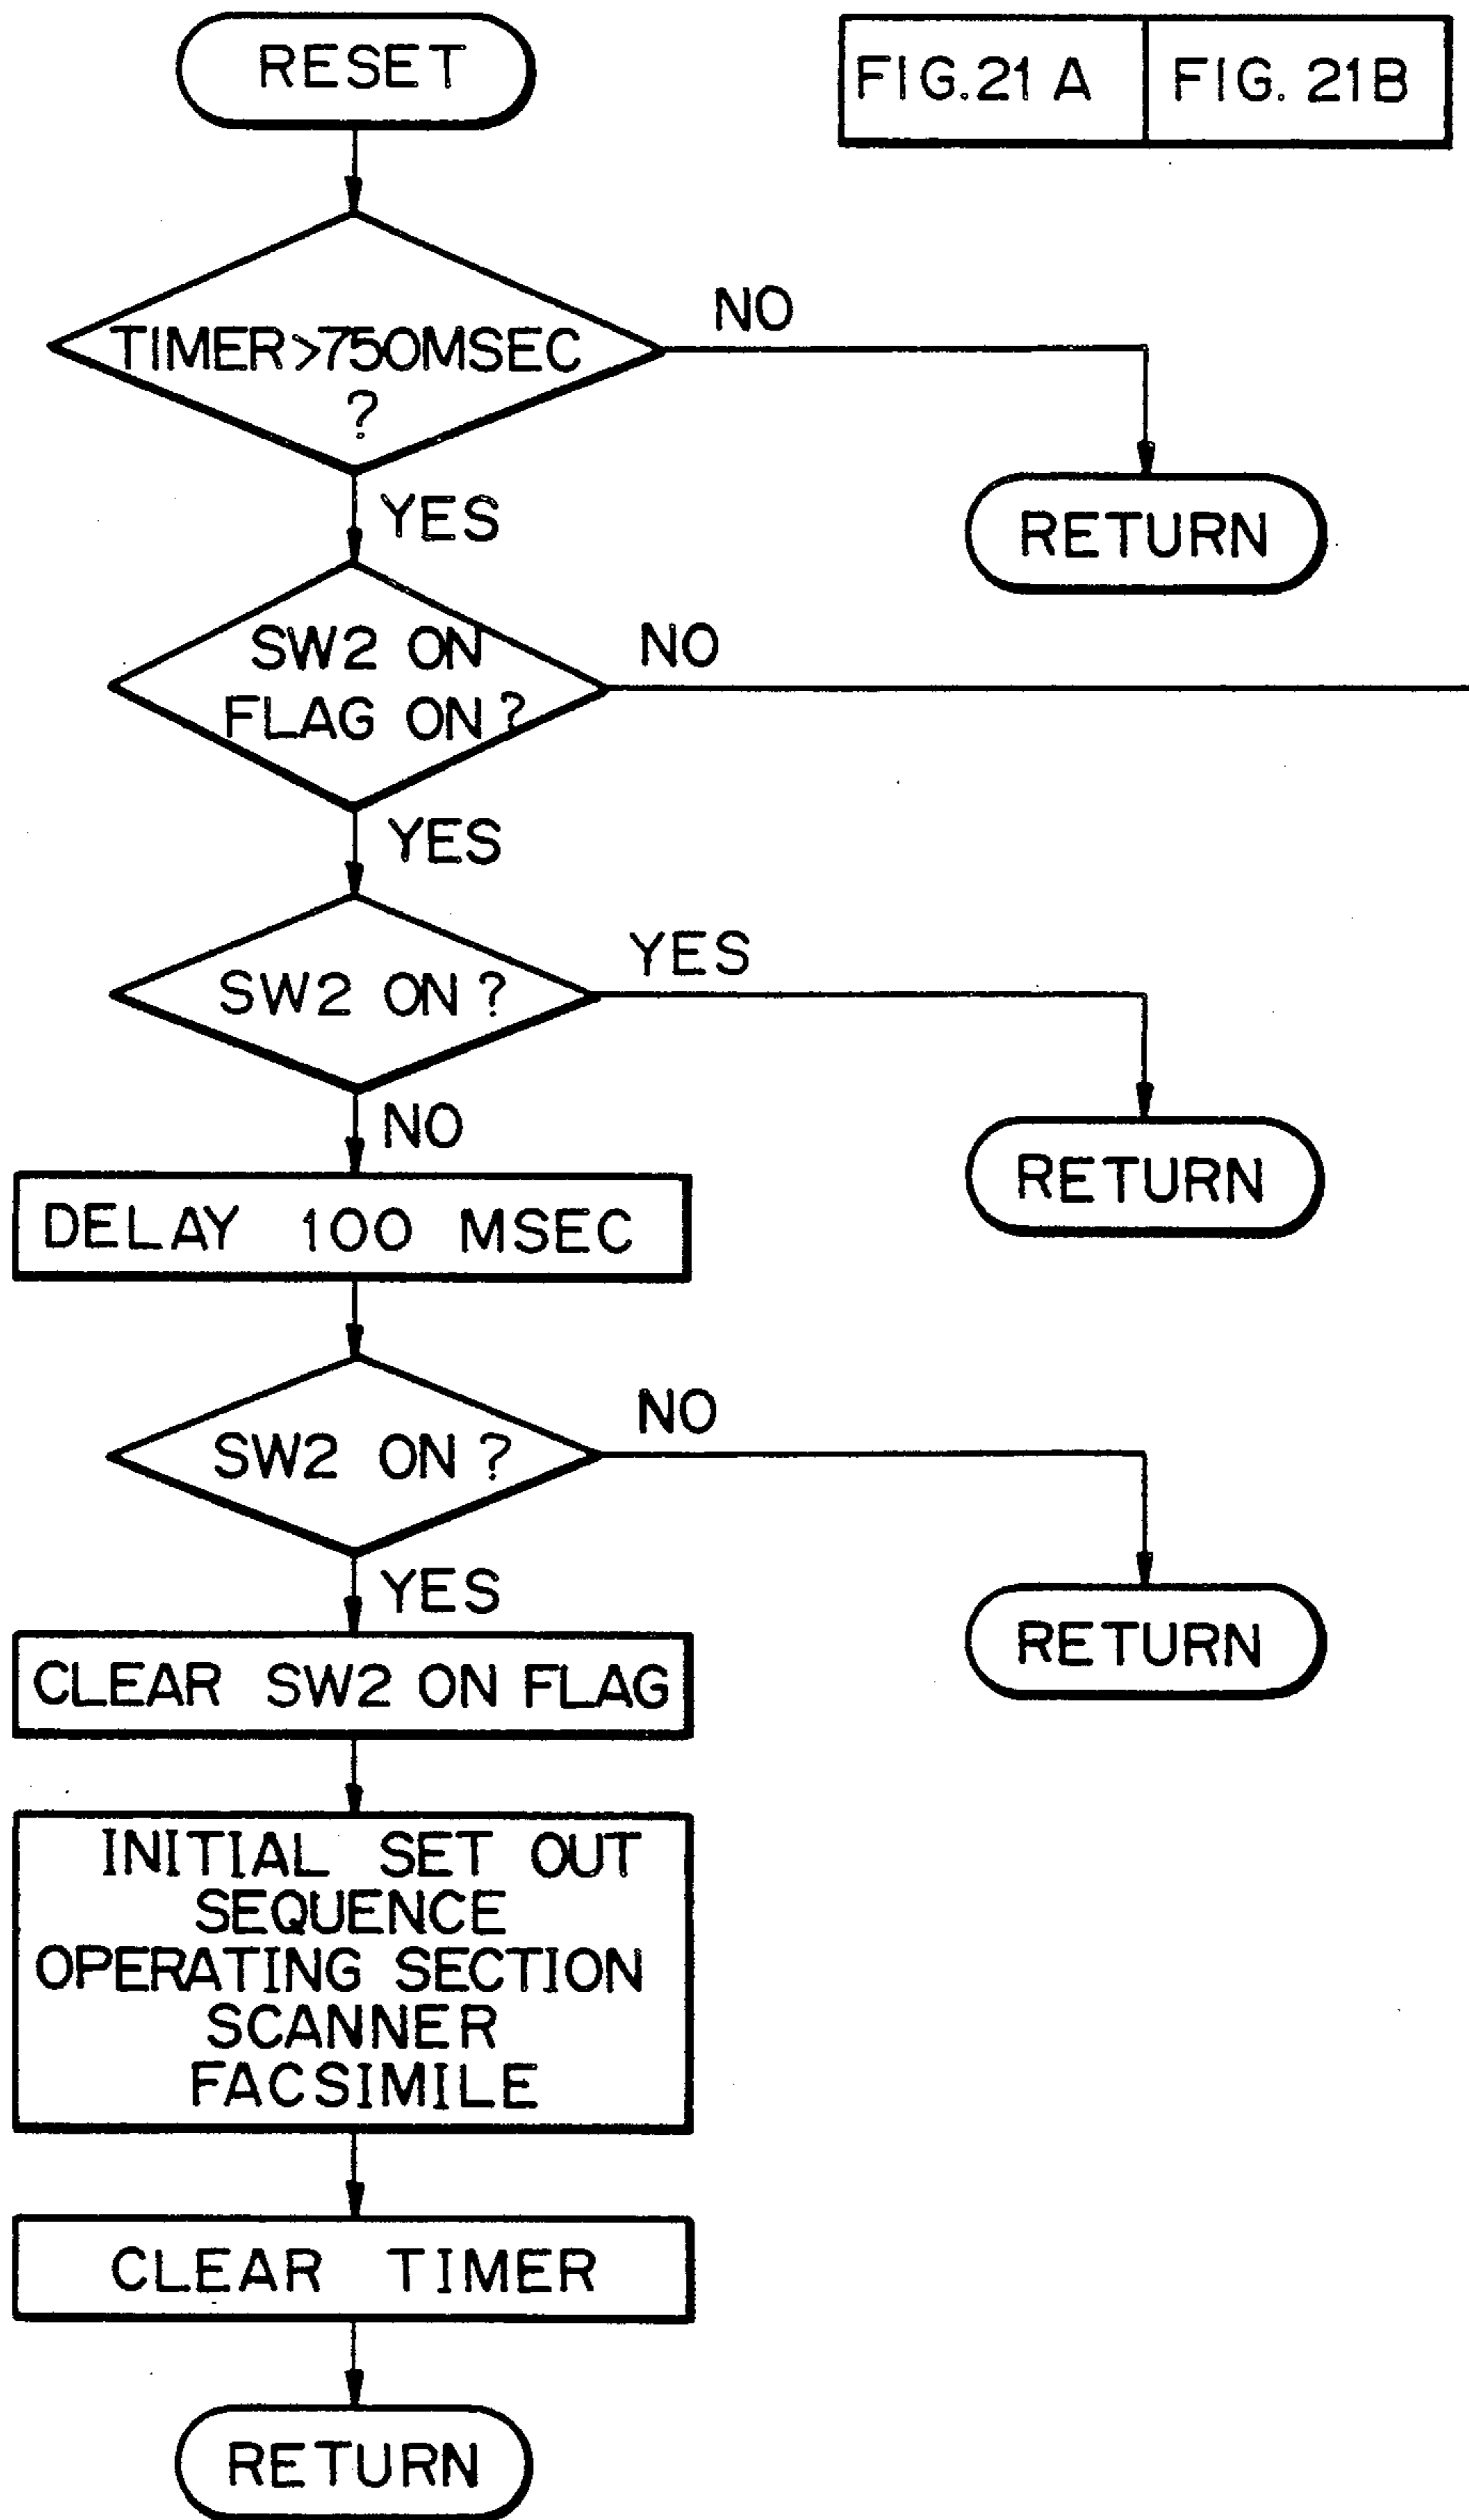 RESET
FIG.21 A
FIG. 21B
TIMER>750MSEC
?
NO
RETURN
YES
SW2 ON
FLAG ON?
NO
YES
SW2 ON?
YES
RETURN
NO
DELAY 100 MSEC
SW2 ON?
NO
RETURN
YES
CLEAR SW2 ON FLAG
INITIAL SET OUT
SEQUENCE
OPERATING SECTION
SCANNER
FACSIMILE
CLEAR TIMER
RETURN